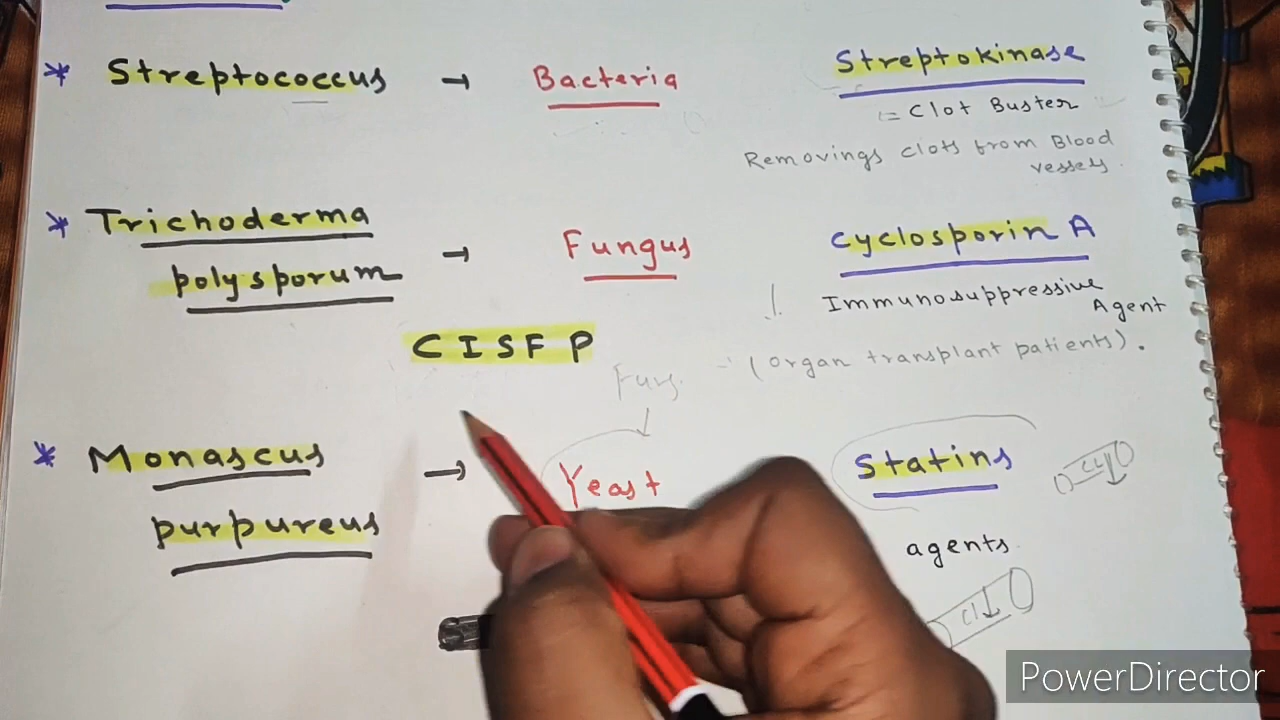 * Streptococcus → Bacteria Streptokinase
= Clot Buster
Removings clots from Blood
vessels.
* Trichoderma
polysporum → Fungus Cyclosporin A
↓ Immunosuppressive
Agent
(organ transplant patients).
CISFP
* Monascus
purpureus → Yeast Statins
agents
PowerDirector